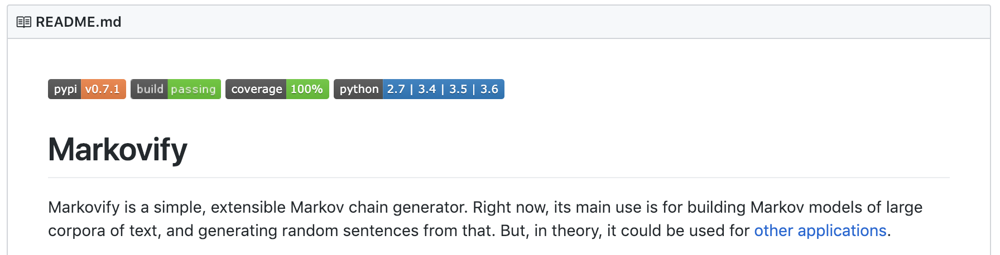 README.md
pypi v0.7.1 build passing coverage 100% python 2.7 | 3.4 | 3.5 | 3.6
Markovify
Markovify is a simple, extensible Markov chain generator. Right now, its main use is for building Markov models of large
corpora of text, and generating random sentences from that. But, in theory, it could be used for other applications.